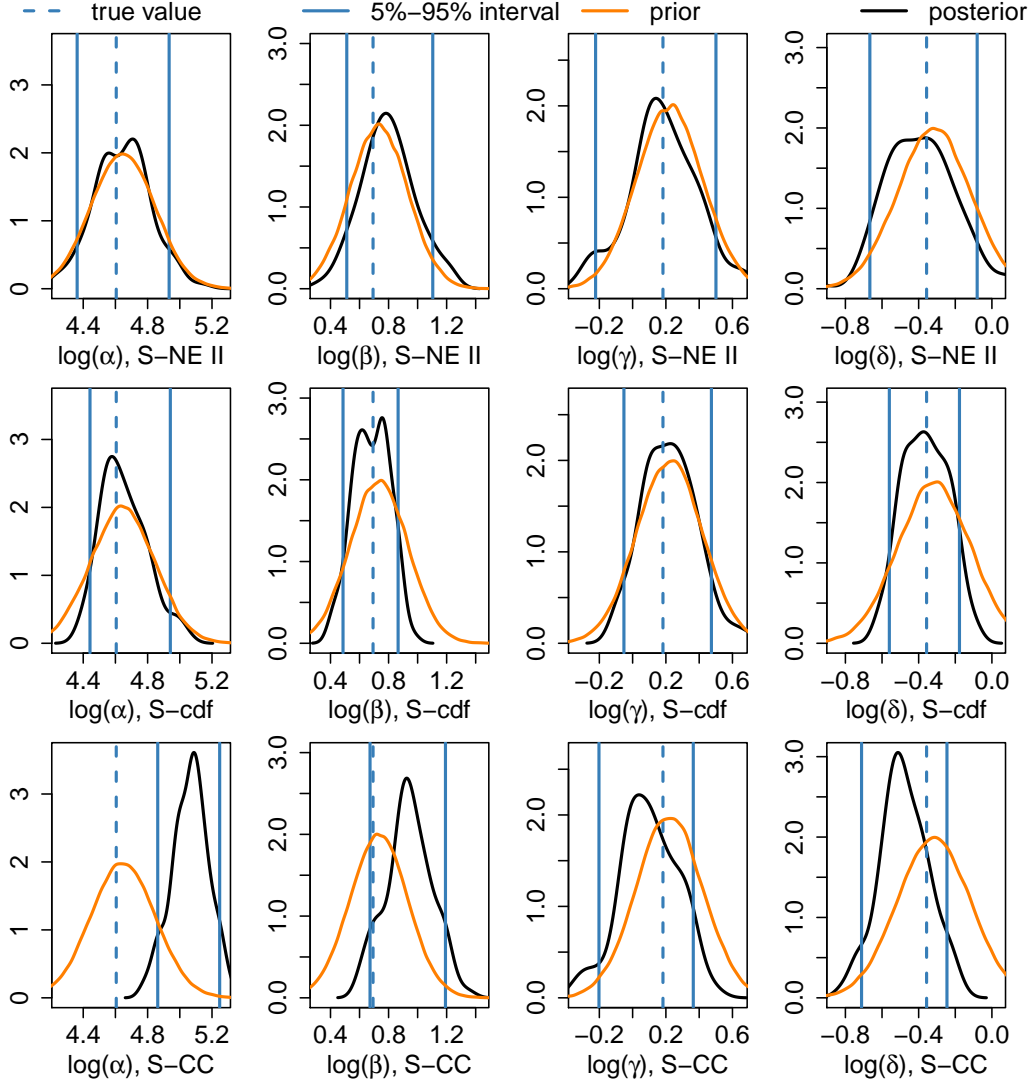 true value 5%−95% interval prior posterior
0 1 2 3
4.4 4.8 5.2
log(α), S−NE II
0.0 1.0 2.0 3.0
0.4 0.8 1.2
log(β), S−NE II
0.0 1.0 2.0
−0.2 0.2 0.6
log(γ), S−NE II
0.0 1.0 2.0 3.0
−0.8 −0.4 0.0
log(δ), S−NE II
0 1 2 3
4.4 4.8 5.2
log(α), S−cdf
0.0 1.0 2.0 3.0
0.4 0.8 1.2
log(β), S−cdf
0.0 1.0 2.0
−0.2 0.2 0.6
log(γ), S−cdf
0.0 1.0 2.0 3.0
−0.8 −0.4 0.0
log(δ), S−cdf
0 1 2 3
4.4 4.8 5.2
log(α), S−CC
0.0 1.0 2.0 3.0
0.4 0.8 1.2
log(β), S−CC
0.0 1.0 2.0
−0.2 0.2 0.6
log(γ), S−CC
0.0 1.0 2.0 3.0
−0.8 −0.4 0.0
log(δ), S−CC